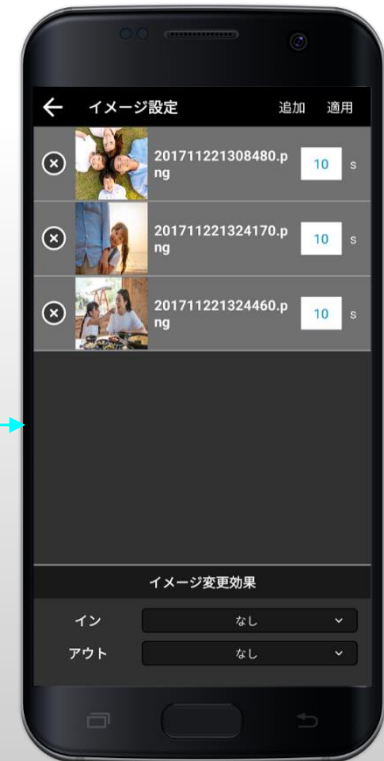 イメージ設定 追加 適用
201711221308480.p
ng
10 s
201711221324170.p
ng
10 s
201711221324460.p
ng
10 s
イメージ変更効果
イン なし
アウト なし